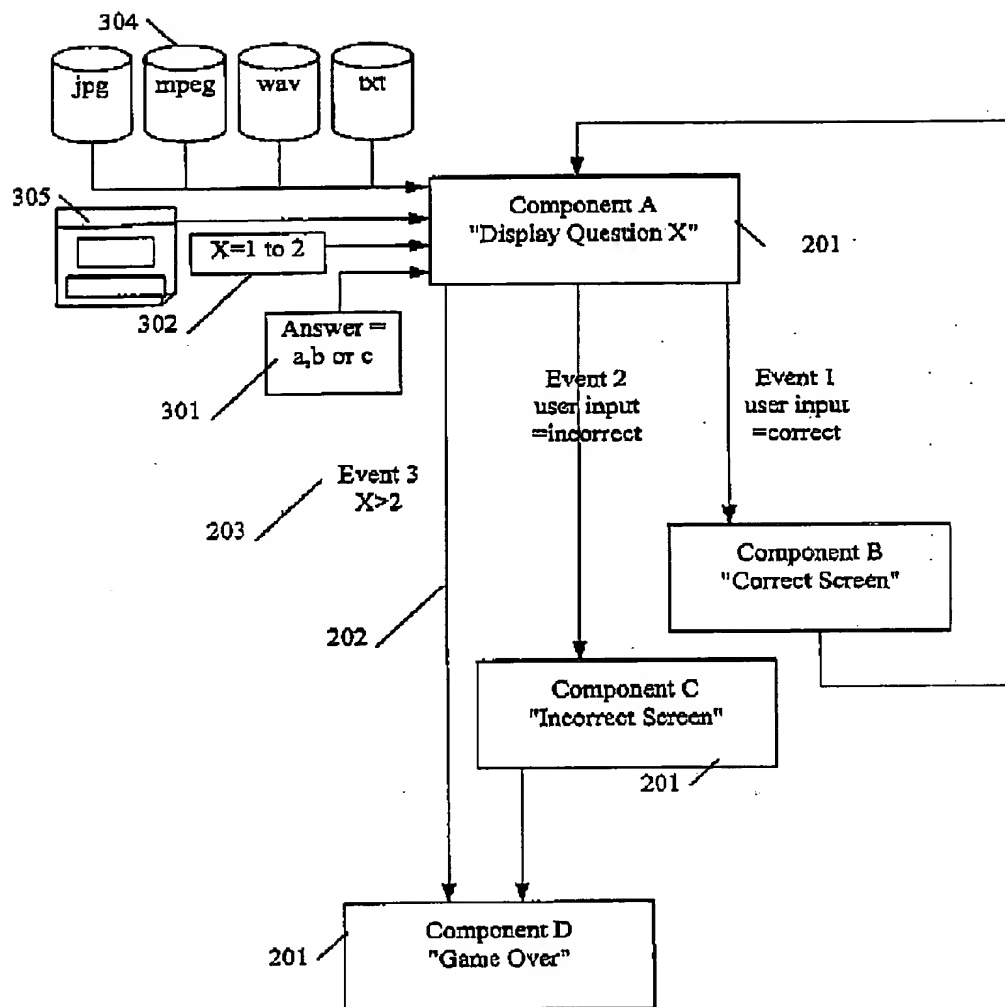 304
jpg
mpeg
wav
txt
305
Component A
"Display Question X"
201
X=1 to 2
302
Answer =
a,b or c
301
Event 2
user input
=incorrect
Event 1
user input
=correct
Event 3
X>2
203
Component B
"Correct Screen"
202
Component C
"Incorrect Screen"
201
Component D
"Game Over"
201